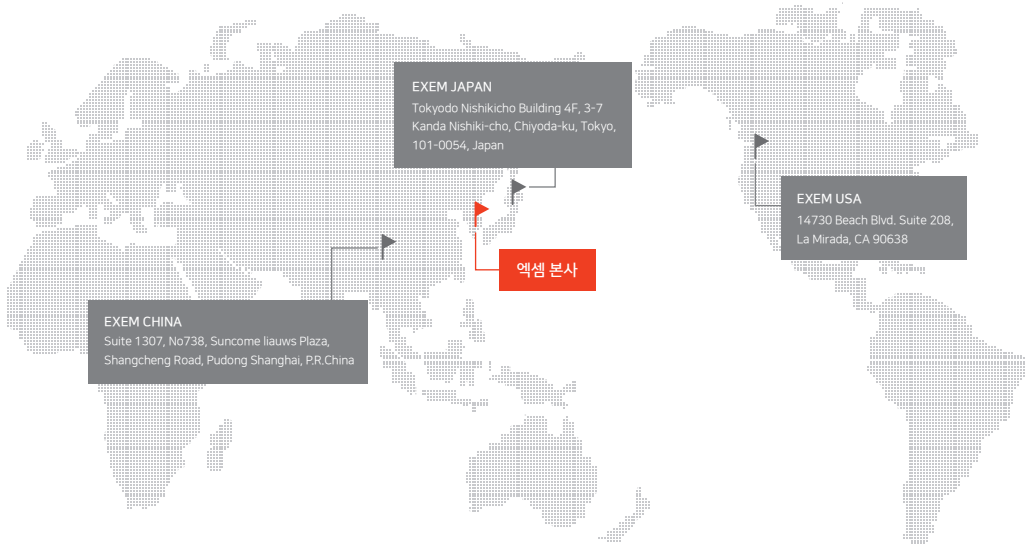 EXEM JAPAN
Tokyodo Nishikicho Building 4F, 3-7
Kanda Nishiki-cho, Chiyoda-ku, Tokyo,
101-0054, Japan
EXEM USA
14730 Beach Blvd. Suite 208,
La Mirada, CA 90638
엑셈 본사
EXEM CHINA
Suite 1307, No738, Suncome liauws Plaza,
Shangcheng Road, Pudong Shanghai, P.R.China